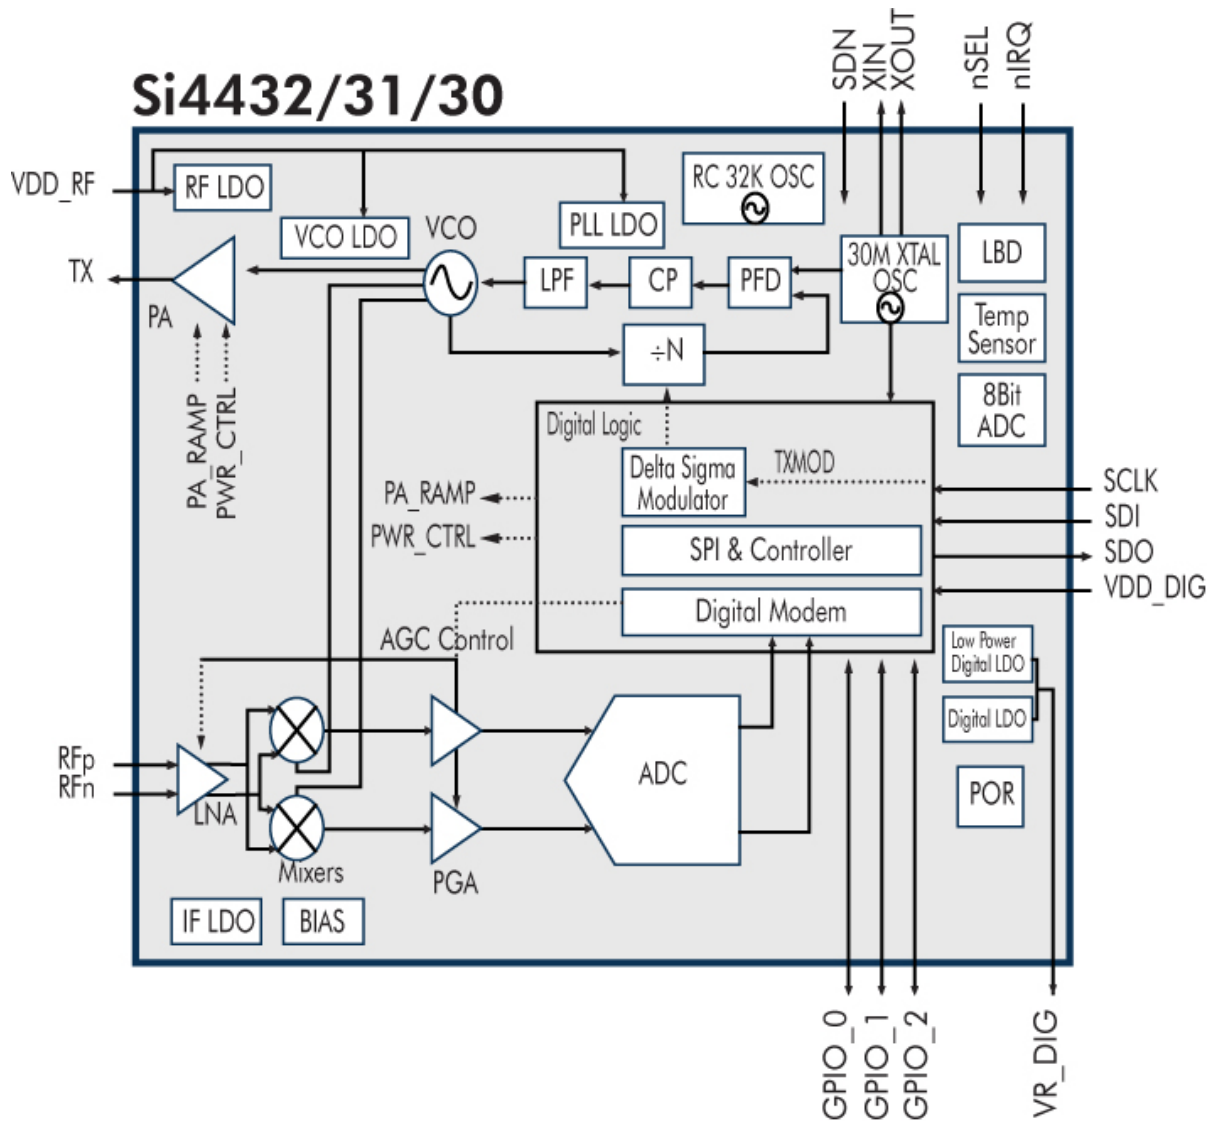 Si4432/31/30
SDN
XIN
XOUT
nSEL
nIRQ
VDD_RF
RF LDO
VCO LDO
VCO
PLL LDO
RC 32K OSC
30M XTAL
OSC
LBD
Temp
Sensor
8Bit
ADC
TX
PA
LPF
CP
PFD
÷N
PA_RAMP
PWR_CTRL
Digital Logic
Delta Sigma
Modulator
TXMOD
PA_RAMP
PWR_CTRL
SPI & Controller
Digital Modem
SCLK
SDI
SDO
VDD_DIG
AGC Control
Low Power
Digital LDO
Digital LDO
POR
RFp
RFn
LNA
Mixers
PGA
ADC
IF LDO
BIAS
GPIO_0
GPIO_1
GPIO_2
VR_DIG